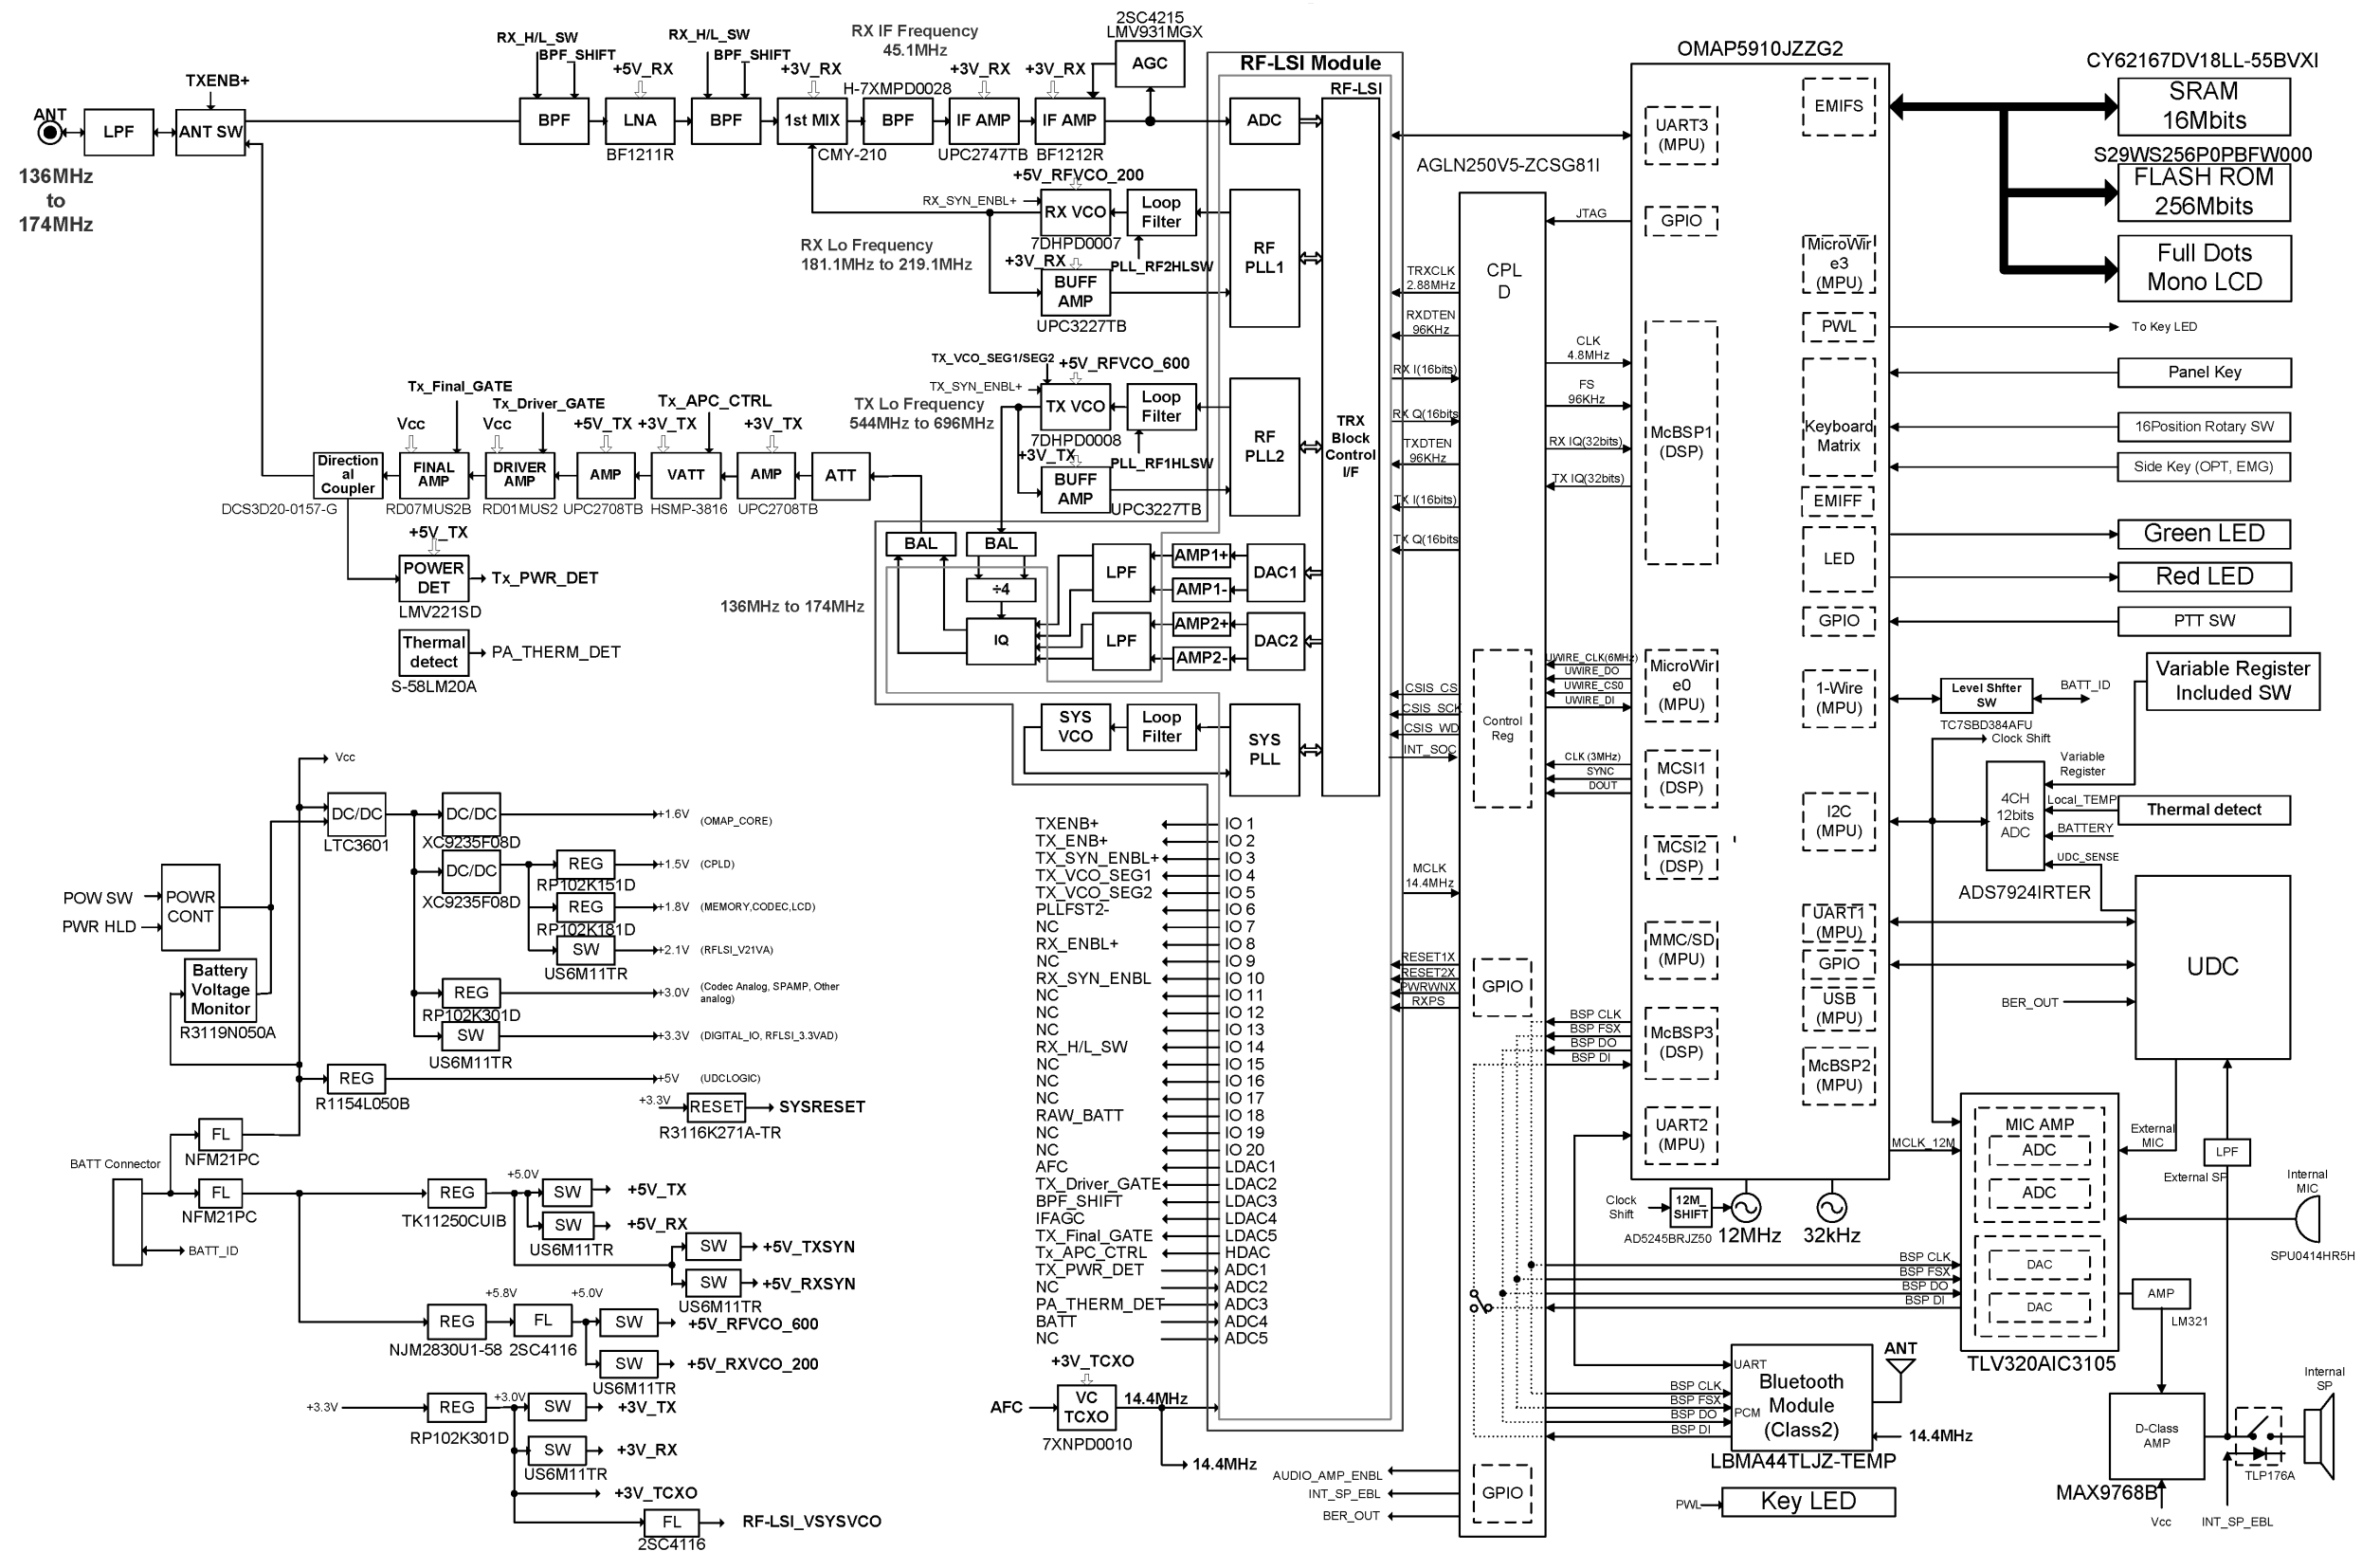 RX_H/L_SW
BPF_SHIFT
RX_H/L_SW
BPF_SHIFT
RX IF Frequency
45.1MHz
2SC4215
LMV931MGX
AGC
TXENB+
+5V_RX
+3V_RX
H-7XMPD0028
+3V_RX
+3V_RX
ANT
LPF
ANT SW
BPF
LNA
BPF
1st MIX
BPF
IF AMP
IF AMP
BF1211R
CMY-210
UPC2747TB
BF1212R
136MHz
to
174MHz
RF-LSI Module
RF-LSI
ADC
+5V_RFVCO_200
RX_SYN_ENBL+
RX VCO
Loop
Filter
7DHPD0007
RX Lo Frequency
181.1MHz to 219.1MHz
+3V_RX
PLL_RF2HLSW
BUFF
AMP
UPC3227TB
RF
PLL1
TX_VCO_SEG1/SEG2
+5V_RFVCO_600
TX_SYN_ENBL+
TX VCO
Loop
Filter
TX Lo Frequency
544MHz to 696MHz
7DHPD0008
+3V_TX
PLL_RF1HLSW
BUFF
AMP
UPC3227TB
RF
PLL2
TRX
Block
Control
I/F
Tx_Final_GATE
Tx_Driver_GATE
Tx_APC_CTRL
Vcc
Vcc
+5V_TX
+3V_TX
+3V_TX
Direction
al
Coupler
FINAL
AMP
DRIVER
AMP
AMP
VATT
AMP
ATT
DCS3D20-0157-G
RD07MUS2B
RD01MUS2
UPC2708TB
HSMP-3816
UPC2708TB
+5V_TX
POWER
DET
Tx_PWR_DET
LMV221SD
Thermal
detect
PA_THERM_DET
S-58LM20A
136MHz to 174MHz
BAL
BAL
÷4
IQ
LPF
LPF
AMP1+
AMP1-
AMP2+
AMP2-
DAC1
DAC2
SYS
VCO
Loop
Filter
SYS
PLL
Vcc
DC/DC
LTC3601
DC/DC
XC9235F08D
+1.6V
(OMAP_CORE)
DC/DC
XC9235F08D
REG
RP102K151D
+1.5V
(CPLD)
REG
RP102K181D
+1.8V
(MEMORY,CODEC,LCD)
SW
US6M11TR
+2.1V
(RFLSI_V21VA)
REG
RP102K301D
+3.0V
(Codec Analog, SPAMP, Other
analog)
SW
US6M11TR
+3.3V
(DIGITAL_IO, RFLSI_3.3VAD)
POW SW
PWR HLD
POWR
CONT
Battery
Voltage
Monitor
R3119N050A
REG
R1154L050B
+5V
(UDCLOGIC)
+3.3V
RESET
SYSRESET
R3116K271A-TR
FL
NFM21PC
BATT Connector
FL
NFM21PC
BATT_ID
REG
TK11250CUIB
+5.0V
SW
+5V_TX
SW
+5V_RX
US6M11TR
SW
+5V_TXSYN
SW
+5V_RXSYN
US6M11TR
+5.8V
+5.0V
REG
FL
SW
+5V_RFVCO_600
NJM2830U1-58
2SC4116
SW
+5V_RXVCO_200
US6M11TR
+3.3V
REG
RP102K301D
+3.0V
SW
+3V_TX
SW
+3V_RX
US6M11TR
+3V_TCXO
FL
RF-LSI_VSYSVCO
2SC4116
TXENB+ IO 1
TX_ENB+ IO 2
TX_SYN_ENBL+ IO 3
TX_VCO_SEG1 IO 4
TX_VCO_SEG2 IO 5
PLLFST2- IO 6
NC IO 7
RX_ENBL+ IO 8
NC IO 9
RX_SYN_ENBL IO 10
NC IO 11
NC IO 12
NC IO 13
RX_H/L_SW IO 14
NC IO 15
NC IO 16
NC IO 17
RAW_BATT IO 18
NC IO 19
NC IO 20
AFC LDAC1
TX_Driver_GATE LDAC2
BPF_SHIFT LDAC3
IFAGC LDAC4
TX_Final_GATE LDAC5
Tx_APC_CTRL HDAC
TX_PWR_DET ADC1
NC ADC2
PA_THERM_DET ADC3
BATT ADC4
NC ADC5
+3V_TCXO
AFC
VC
TCXO
14.4MHz
7XNPD0010
14.4MHz
AGLN250V5-ZCSG81I
CPL
D
TRXCLK
2.88MHz
RXDTEN
96KHz
RX I(16bits)
RX Q(16bits
TXDTEN
96KHz
TX I(16bits)
TX Q(16bits
CSIS_CS
CSIS_SCK
CSIS_WD
INT_SOC
Control
Reg
MCLK
14.4MHz
RESET1X
RESET2X
PWRWNX
RXPS
GPIO
AUDIO_AMP_ENBL
INT_SP_EBL
BER_OUT
GPIO
JTAG
CLK
4.8MHz
FS
96KHz
RX IQ(32bits)
TX IQ(32bits)
UWIRE_CLK(6MHz)
UWIRE_DO
UWIRE_CS0
UWIRE_DI
CLK (3MHz)
SYNC
DOUT
BSP CLK
BSP FSX
BSP DO
BSP DI
OMAP5910JZZG2
UART3
(MPU)
GPIO
McBSP1
(DSP)
MicroWir
e0
(MPU)
MCSI1
(DSP)
MCSI2
(DSP)
MMC/SD
(MPU)
McBSP3
(DSP)
UART2
(MPU)
EMIFS
MicroWir
e3
(MPU)
PWL
Keyboard
Matrix
EMIFF
LED
GPIO
1-Wire
(MPU)
I2C
(MPU)
UART1
(MPU)
GPIO
USB
(MPU)
McBSP2
(MPU)
CY62167DV18LL-55BVXI
SRAM
16Mbits
S29WS256P0PBFW000
FLASH ROM
256Mbits
Full Dots
Mono LCD
To Key LED
Panel Key
16Position Rotary SW
Side Key (OPT, EMG)
Green LED
Red LED
PTT SW
Variable Register
Included SW
Level Shfter
SW
BATT_ID
TC7SBD384AFU
Clock Shift
Variable
Register
4CH
12bits
ADC
Local_TEMP
Thermal detect
BATTERY
UDC_SENSE
ADS7924IRTER
UDC
BER_OUT
MCLK_12M
MIC AMP
ADC
ADC
DAC
DAC
TLV320AIC3105
External
MIC
LPF
External SP
Internal
MIC
SPU0414HR5H
Clock
Shift
12M_
SHIFT
AD5245BRJZ50
12MHz
32kHz
BSP CLK
BSP FSX
BSP DO
BSP DI
AMP
LM321
UART
PCM
Bluetooth
Module
(Class2)
ANT
14.4MHz
LBMA44TLJZ-TEMP
BSP CLK
BSP FSX
BSP DO
BSP DI
PWL
Key LED
D-Class
AMP
MAX9768B
Vcc
INT_SP_EBL
TLP176A
Internal
SP